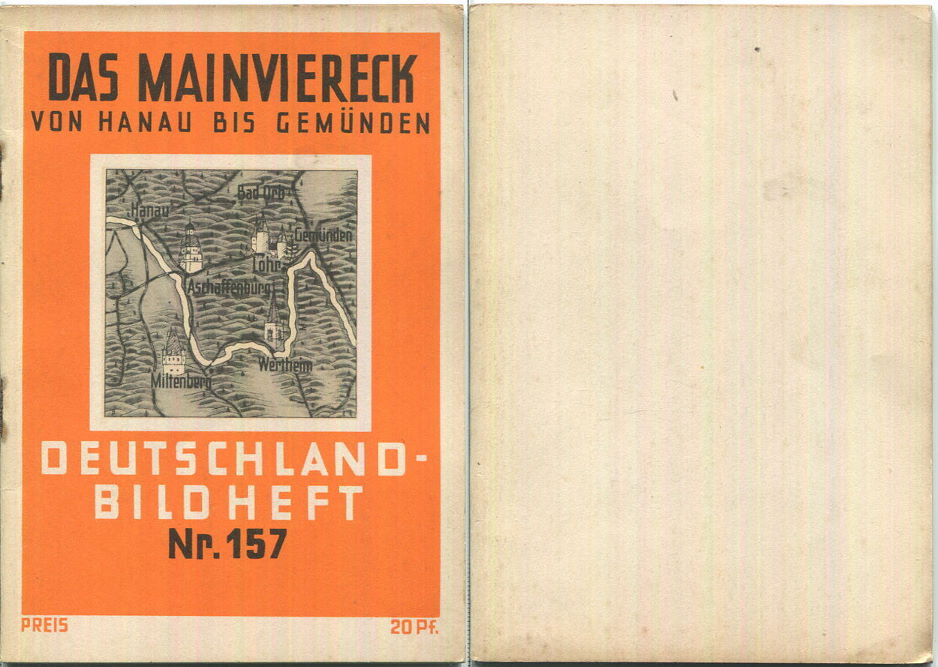 DAS MAINVIERECK
VON HANAU BIS GEMÜNDEN
Bad Orb
Hanau
Gemünden
Lohr
Aschaffenburg
Wertheim
Miltenberg
DEUTSCHLAND-
BILDHEFT
Nr. 157
PREIS 20 Pf.